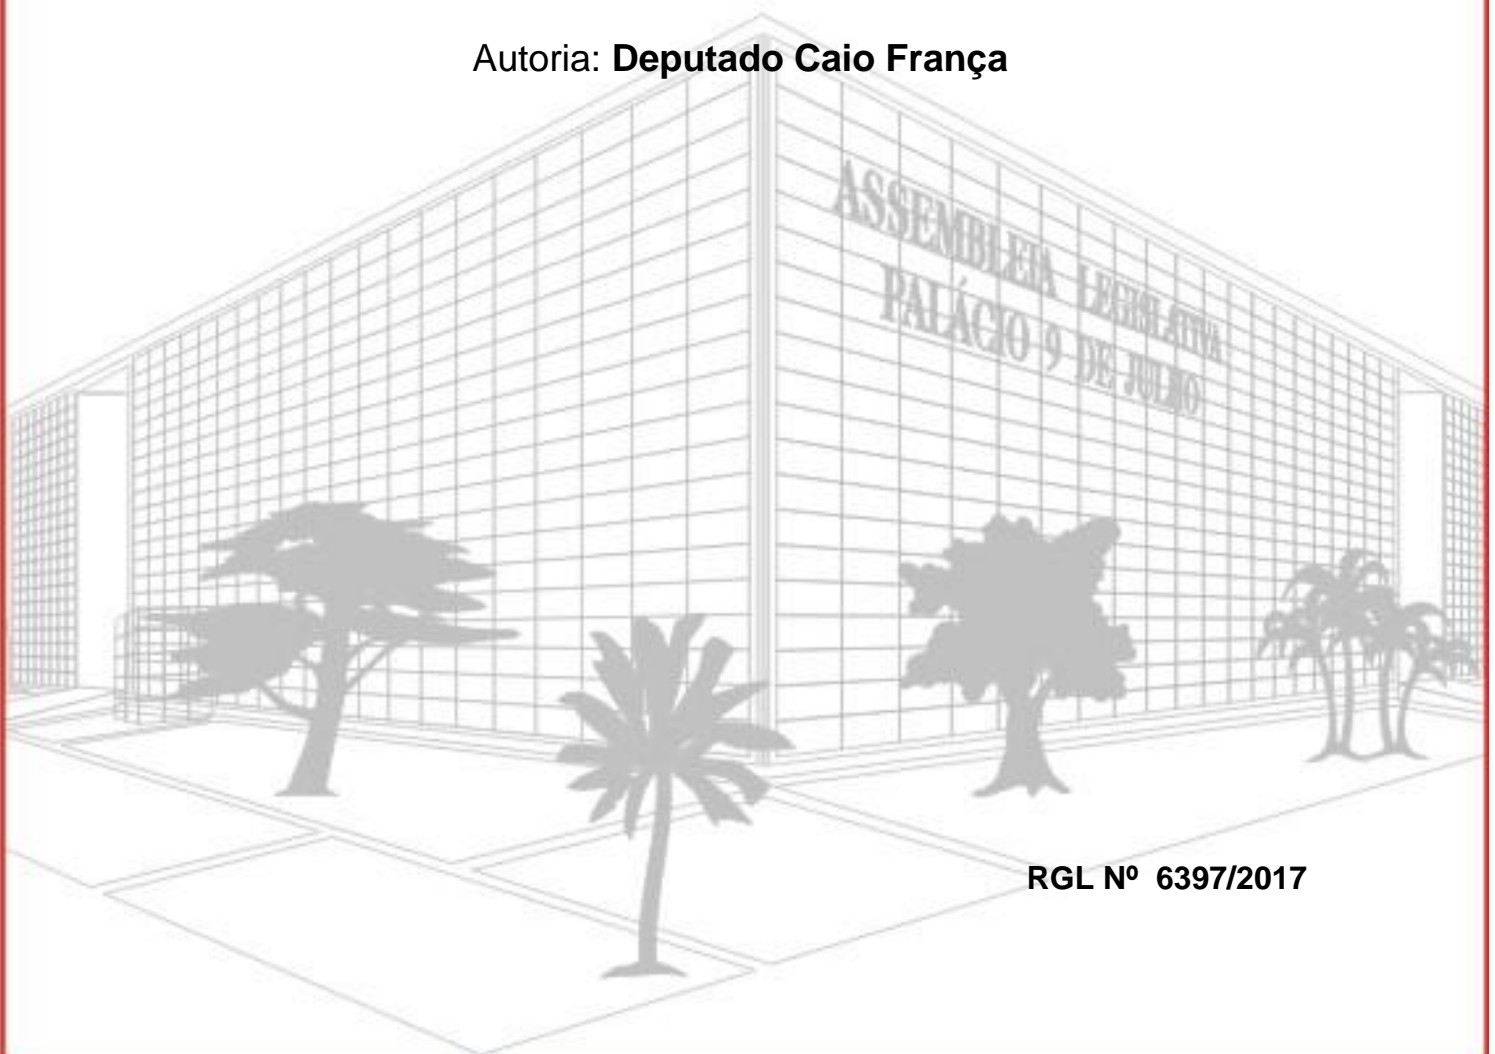 Autoria: Deputado Caio França
ASSEMBLEIA LEGISLATIVA
PALÁCIO 9 DE JULHO
RGL Nº 6397/2017